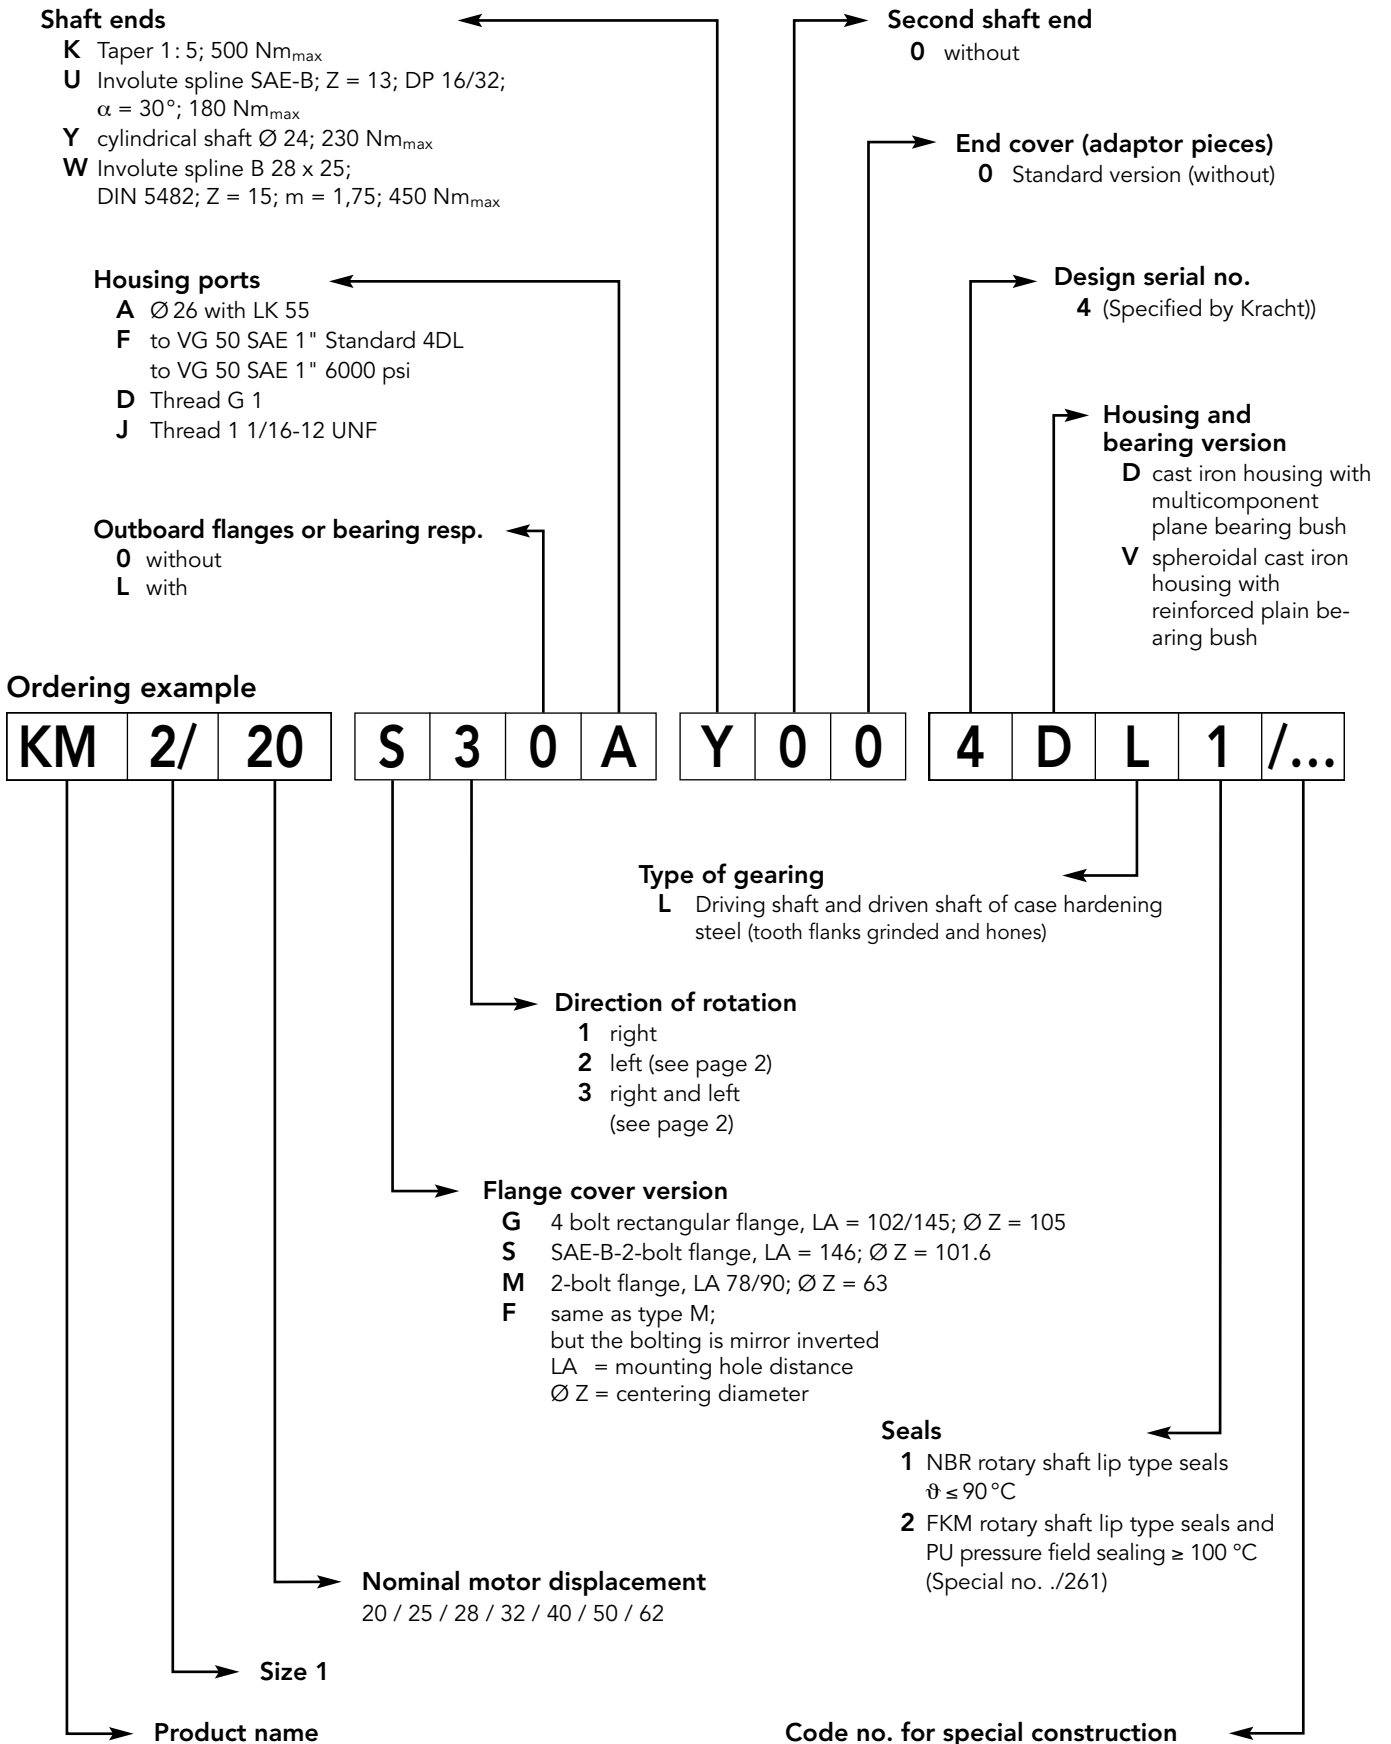 Shaft ends
K Taper 1 : 5; 500 Nmmax
U Involute spline SAE-B; Z = 13; DP 16/32;
α = 30°; 180 Nmmax
Y cylindrical shaft Ø 24; 230 Nmmax
W Involute spline B 28 x 25;
DIN 5482; Z = 15; m = 1,75; 450 Nmmax
Second shaft end
0 without
End cover (adaptor pieces)
0 Standard version (without)
Housing ports
A Ø 26 with LK 55
F to VG 50 SAE 1" Standard 4DL
to VG 50 SAE 1" 6000 psi
D Thread G 1
J Thread 1 1/16-12 UNF
Design serial no.
4 (Specified by Kracht))
Housing and
bearing version
D cast iron housing with
multicomponent
plane bearing bush
V spheroidal cast iron
housing with
reinforced plain be-
aring bush
Outboard flanges or bearing resp.
0 without
L with
Ordering example
KM 2/ 20 S 3 0 A Y 0 0 4 D L 1 /...
Type of gearing
L Driving shaft and driven shaft of case hardening
steel (tooth flanks grinded and hones)
Direction of rotation
1 right
2 left (see page 2)
3 right and left
(see page 2)
Flange cover version
G 4 bolt rectangular flange, LA = 102/145; Ø Z = 105
S SAE-B-2-bolt flange, LA = 146; Ø Z = 101.6
M 2-bolt flange, LA 78/90; Ø Z = 63
F same as type M;
but the bolting is mirror inverted
LA = mounting hole distance
Ø Z = centering diameter
Seals
1 NBR rotary shaft lip type seals
ϑ ≤ 90 °C
2 FKM rotary shaft lip type seals and
PU pressure field sealing ≥ 100 °C
(Special no. ./261)
Nominal motor displacement
20 / 25 / 28 / 32 / 40 / 50 / 62
Size 1
Product name
Code no. for special construction